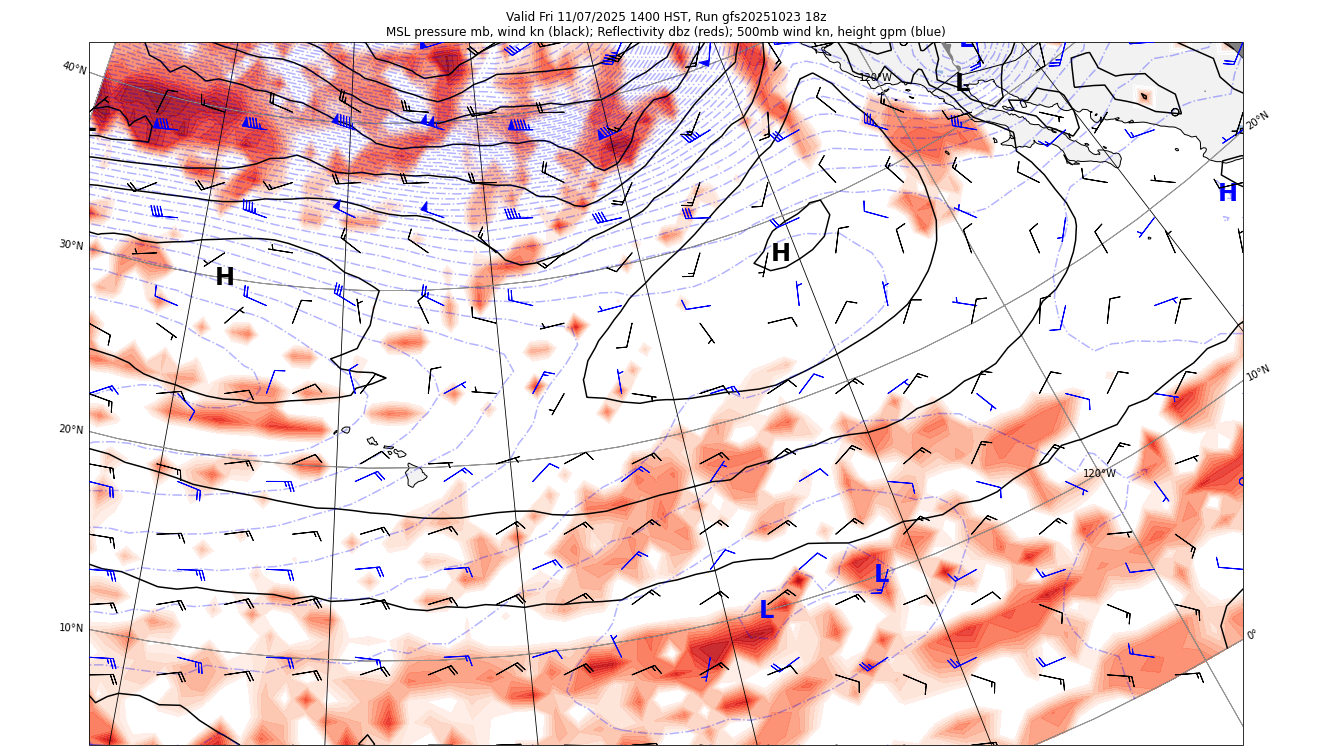 Valid Fri 11/07/2025 1400 HST, Run gfs20251023 18z
MSL pressure mb, wind kn (black); Reflectivity dbz (reds); 500mb wind kn, height gpm (blue)
40°N
120°W
L
20°N
H
30°N
H
H
10°N
20°N
120°W
L
L
10°N
0°